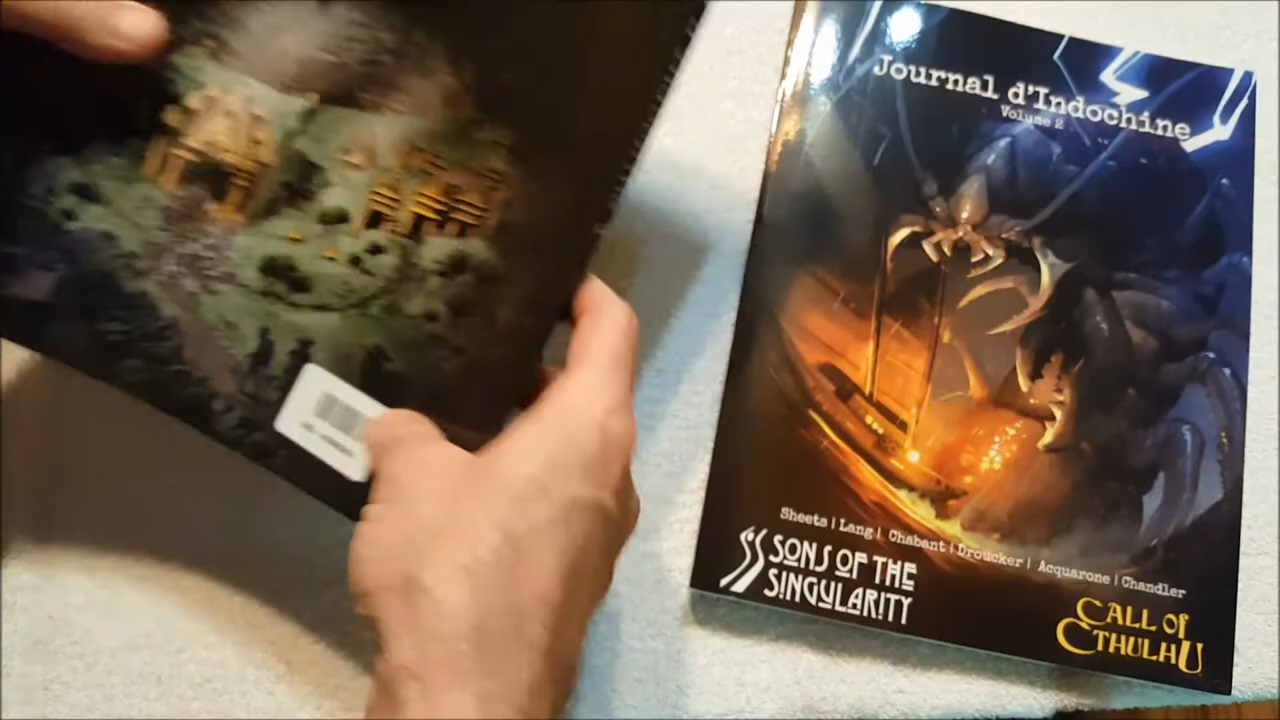 Journal d'Indochine
Volume 2
Sheets | Lang | Chabant | Droucker | Acquarone | Chandler
SONS OF THE
SINGULARITY
CALL OF
CTHULHU